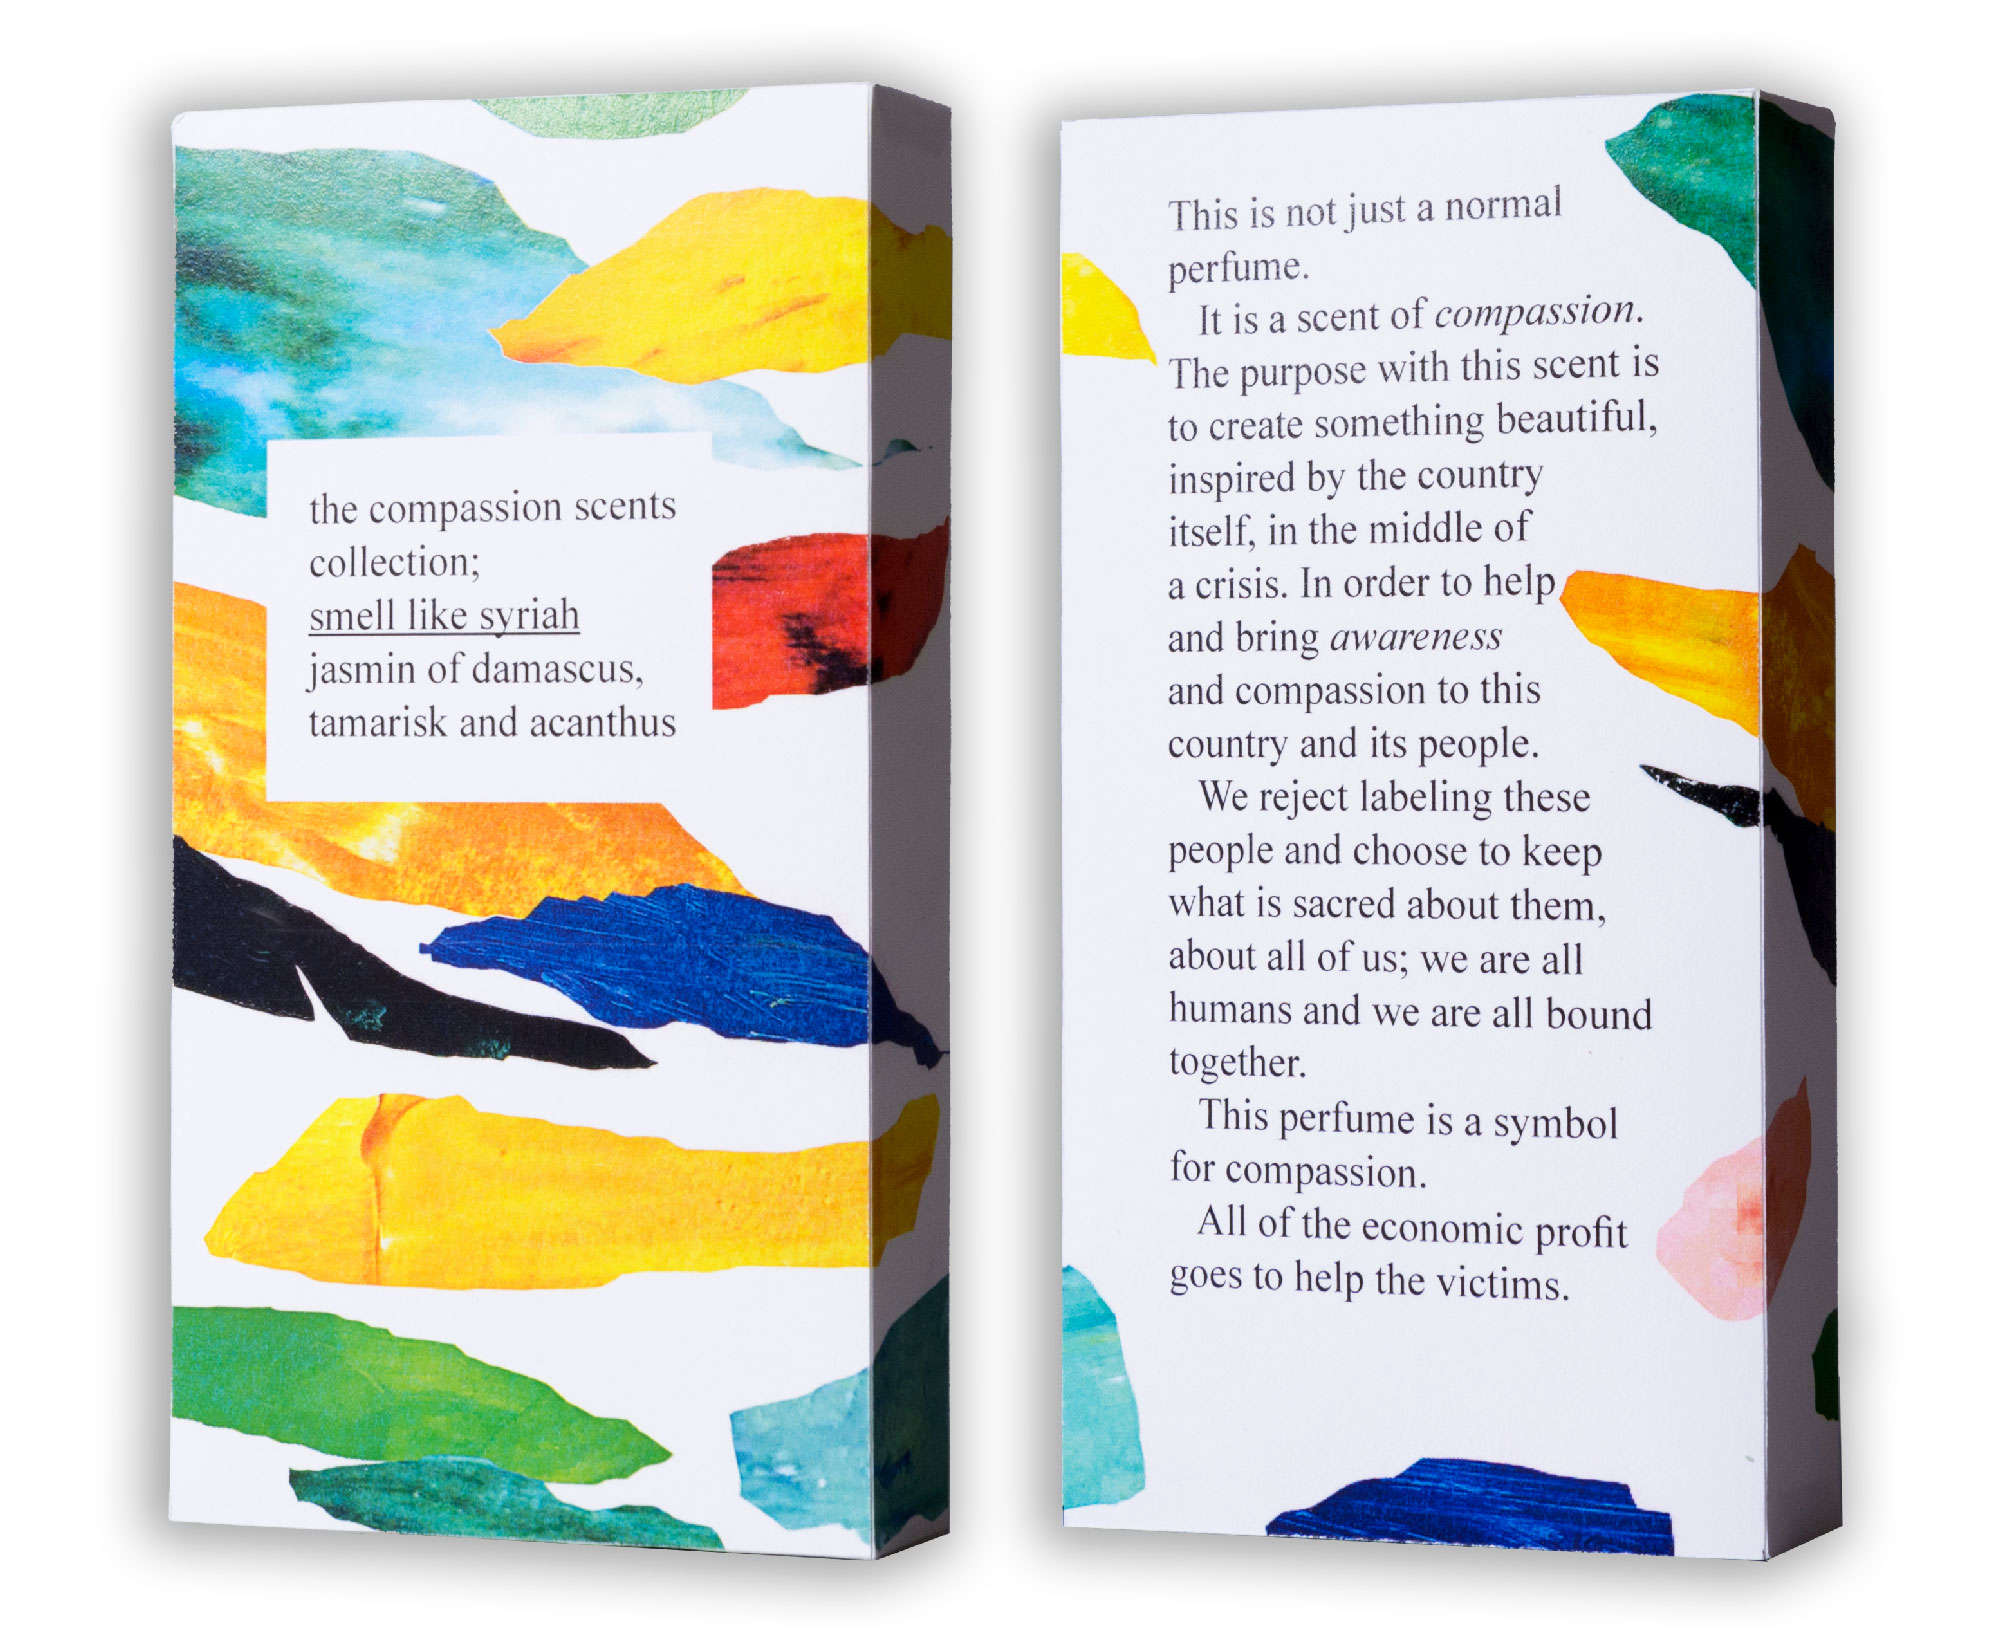 the compassion scents
collection;
smell like syriah
jasmin of damascus,
tamarisk and acanthus
This is not just a normal
perfume.
It is a scent of compassion.
The purpose with this scent is
to create something beautiful,
inspired by the country
itself, in the middle of
a crisis. In order to help
and bring awareness
and compassion to this
country and its people.
We reject labeling these
people and choose to keep
what is sacred about them,
about all of us; we are all
humans and we are all bound
together.
This perfume is a symbol
for compassion.
All of the economic profit
goes to help the victims.